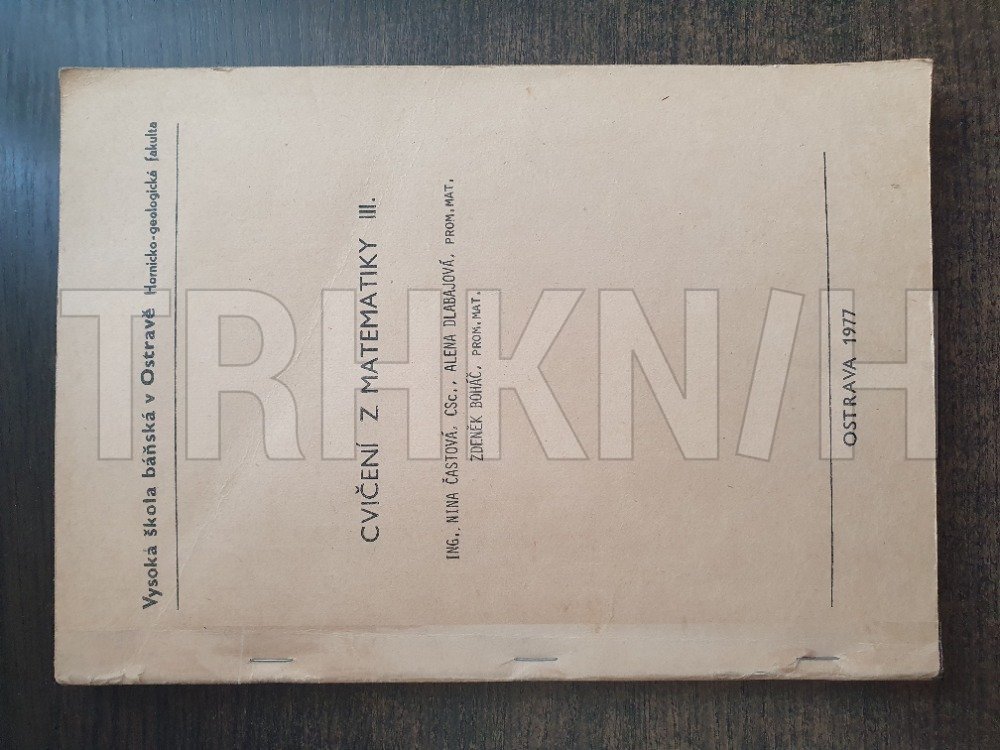 Vysoká škola báňská v Ostravě Hornicko-geologická fakulta
CVIČENÍ Z MATEMATIKY III.
ING. NINA ČASTOVÁ, CSc., ALENA DLABAJOVÁ, PROM.MAT.
ZDENĚK BOHÁČ, PROM.MAT.
OSTRAVA 1977
TRHKNIH